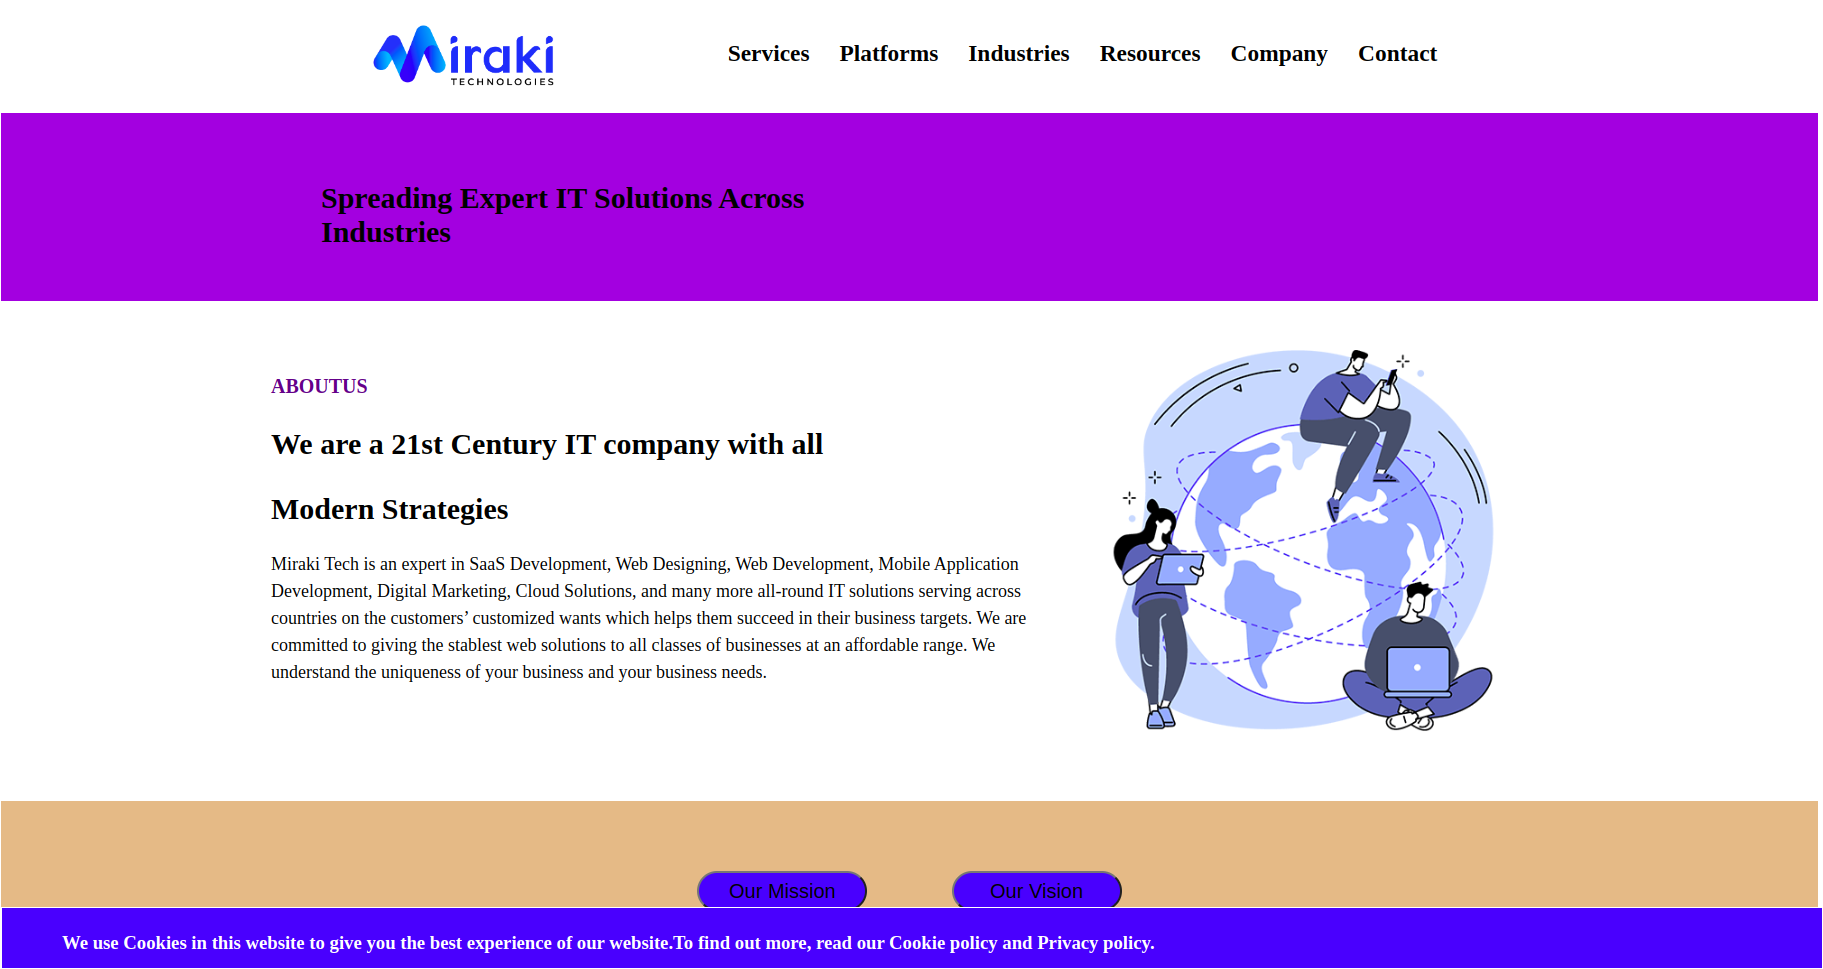 Miraki
TECHNOLOGIES
Services Platforms Industries Resources Company Contact
Spreading Expert IT Solutions Across
Industries
ABOUTUS
We are a 21st Century IT company with all
Modern Strategies
Miraki Tech is an expert in SaaS Development, Web Designing, Web Development, Mobile Application
Development, Digital Marketing, Cloud Solutions, and many more all-round IT solutions serving across
countries on the customers’ customized wants which helps them succeed in their business targets. We are
committed to giving the stablest web solutions to all classes of businesses at an affordable range. We
understand the uniqueness of your business and your business needs.
Our Mission Our Vision
We use Cookies in this website to give you the best experience of our website.To find out more, read our Cookie policy and Privacy policy.